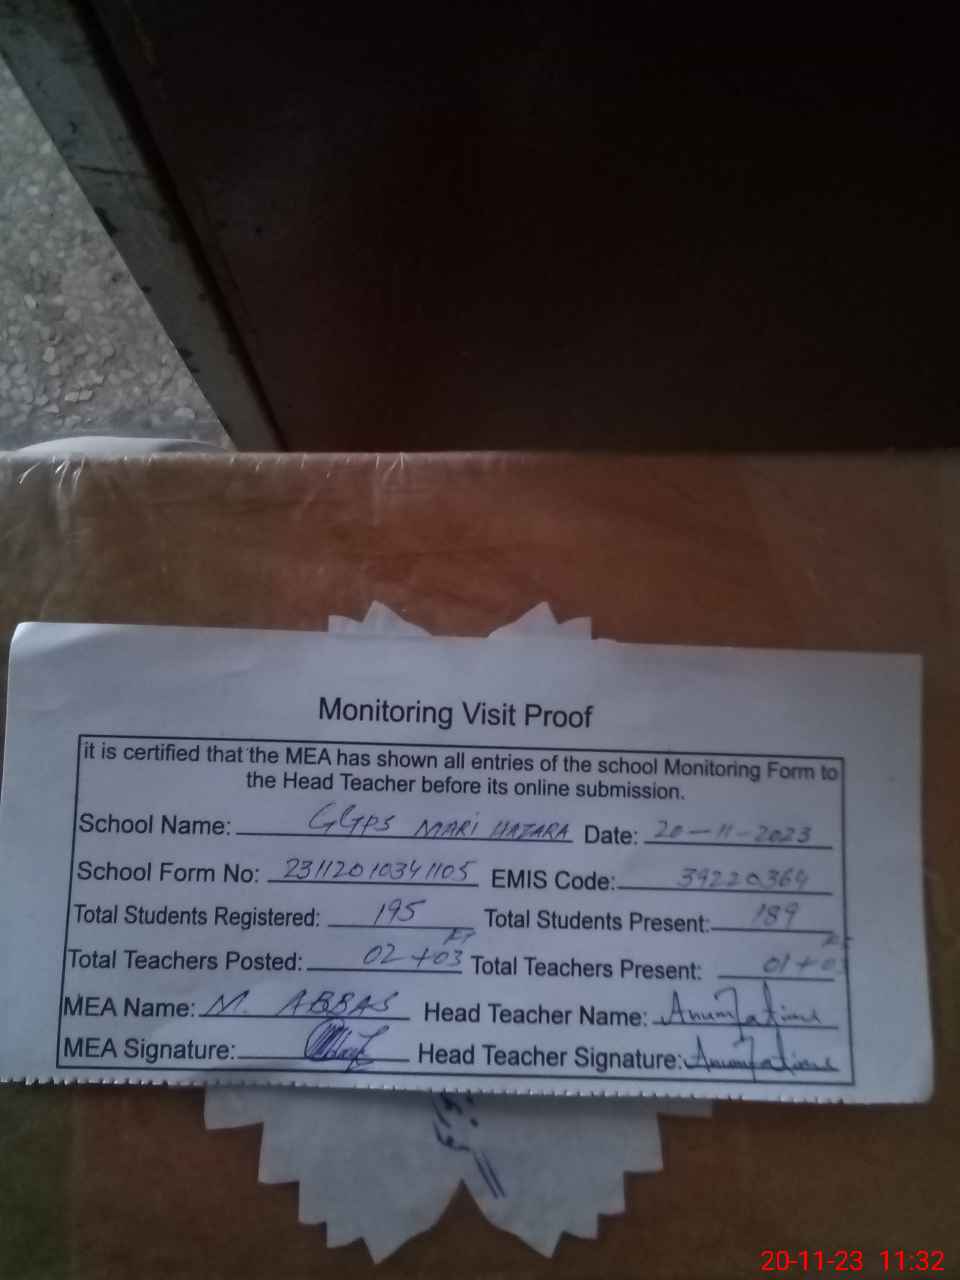 Monitoring Visit Proof
it is certified that the MEA has shown all entries of the school Monitoring Form to
the Head Teacher before its online submission.
School Name: GGPS MARI HAZARA Date: 20-11-2023
School Form No: 23112010341105 EMIS Code: 39220364
Total Students Registered: 195 Total Students Present: 189
Total Teachers Posted: 02+03 Total Teachers Present: 01+03
MEA Name: M. ABBAS Head Teacher Name: Anum Fatima
MEA Signature: Head Teacher Signature: Anum Fatima
20-11-23 11:32